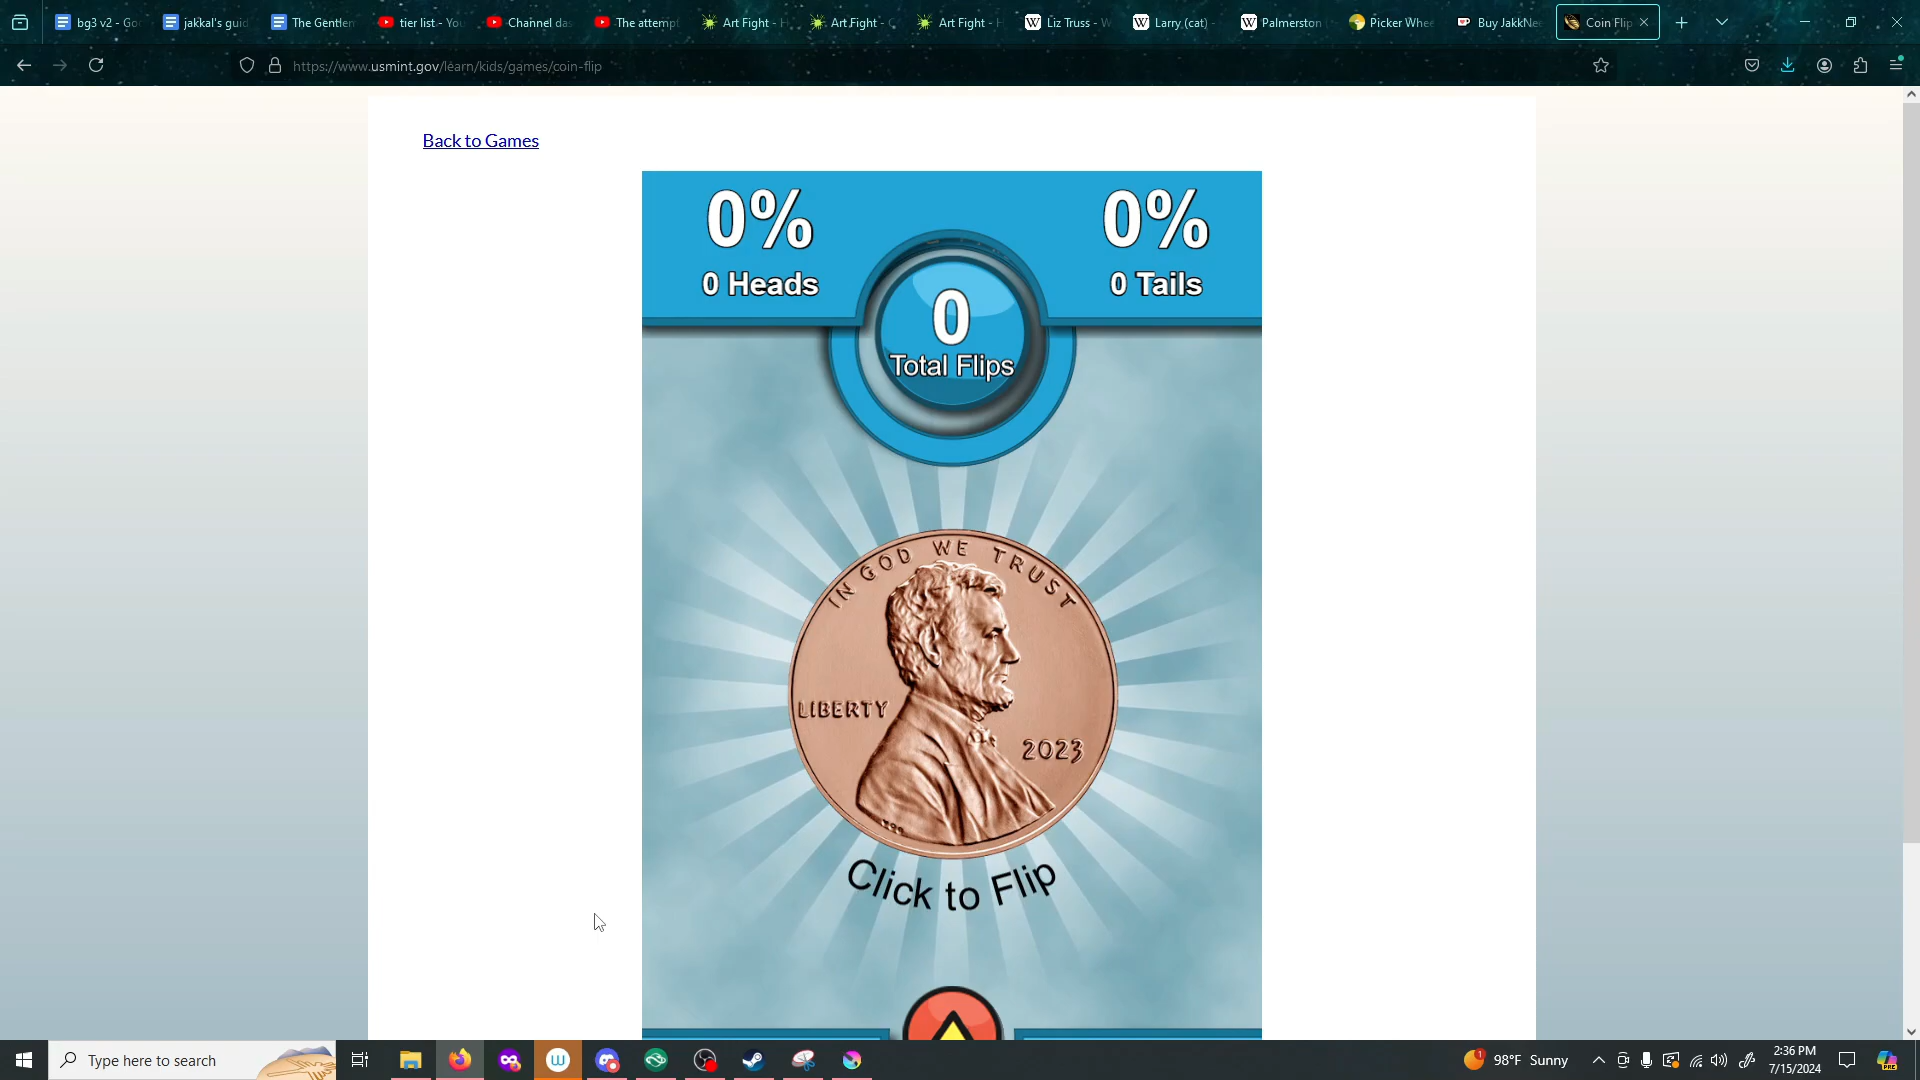 bg3 v2 - Go
jakkal's guid
The Gentle
tier list - You
Channel das
The attempt
Art Fight - H
Art Fight - C
Art Fight - H
Liz Truss - W
Larry (cat) -
Palmerston (
Picker Whee
Buy JakkNe
Coin Flip
https://www.usmint.gov/learn/kids/games/coin-flip
Back to Games
0%
0%
0 Heads
0 Tails
0
Total Flips
IN GOD WE TRUST
LIBERTY
2023
Click to Flip
Type here to search
1
98°F Sunny
2:36 PM
7/15/2024